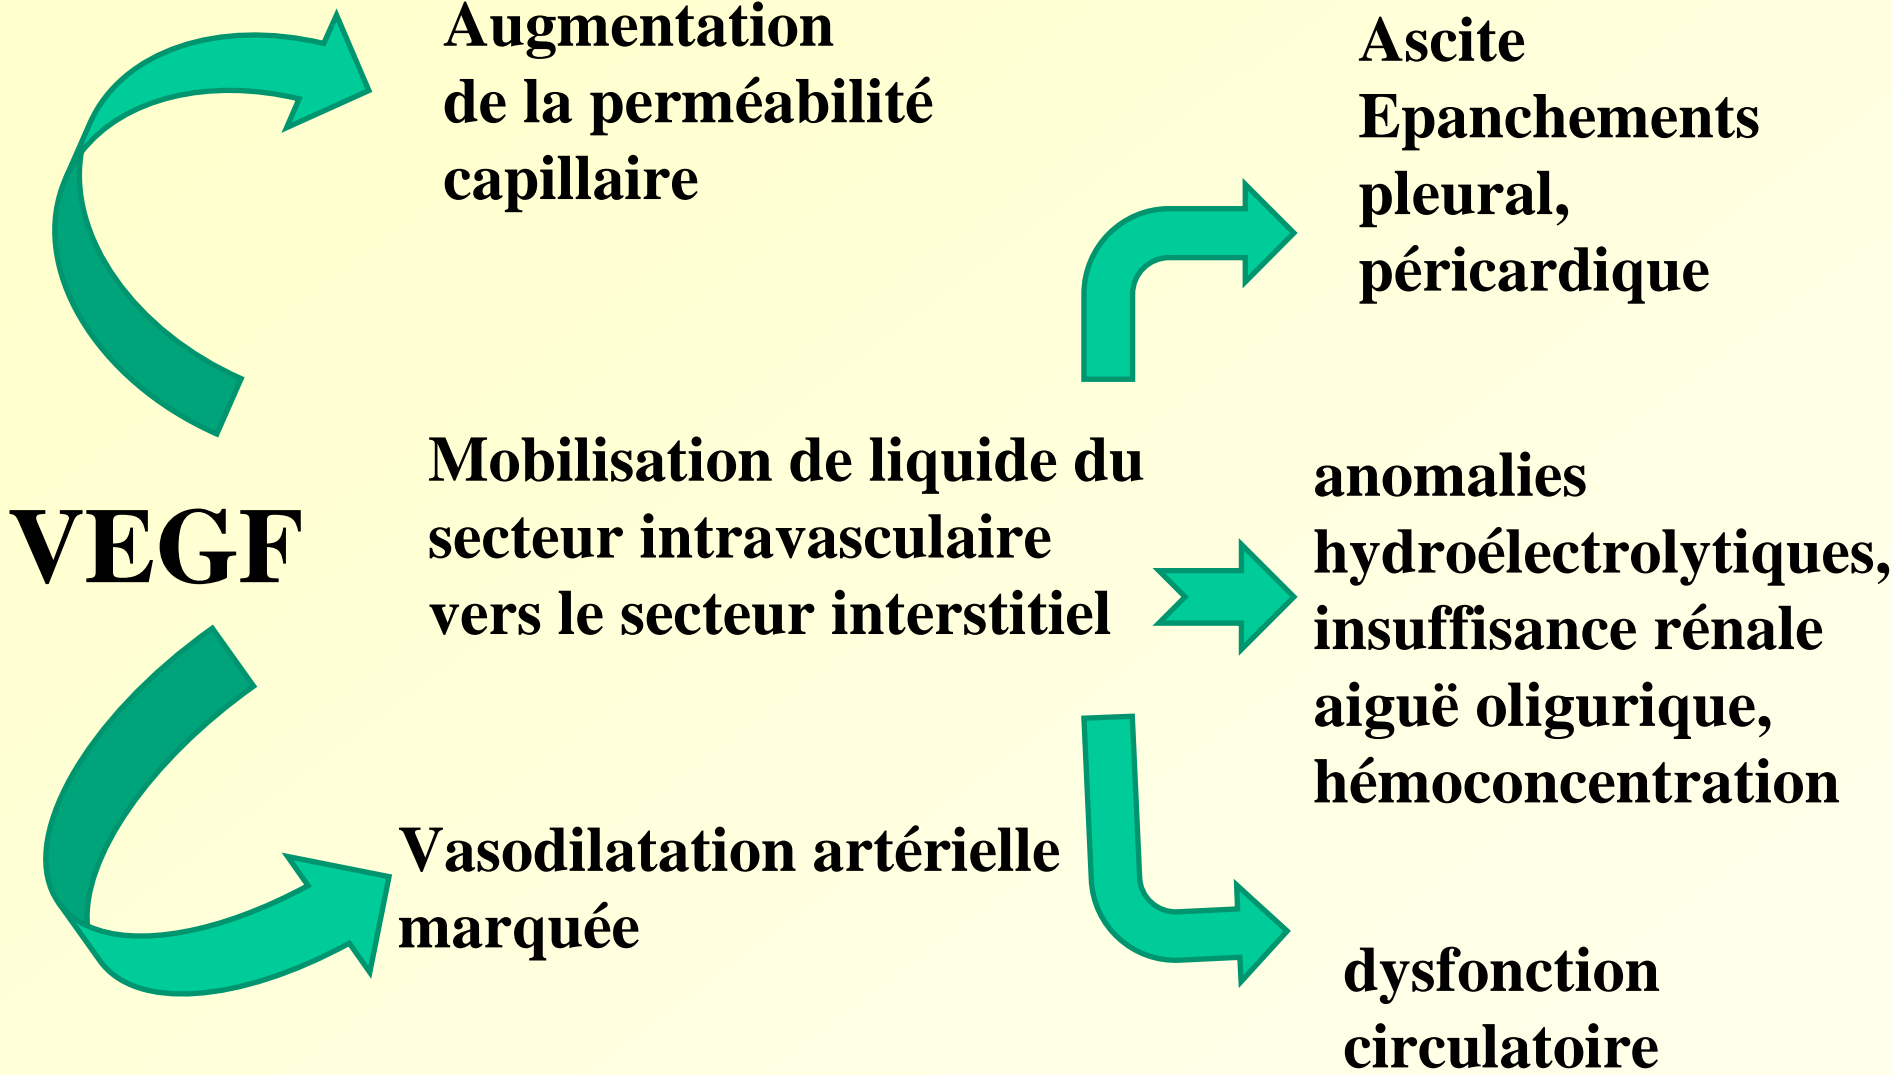 Augmentation
de la perméabilité
capillaire
Ascite
Epanchements
pleural,
péricardique
VEGF
Mobilisation de liquide du
secteur intravasculaire
vers le secteur interstitiel
anomalies
hydroélectrolytiques,
insuffisance rénale
aiguë oligurique,
hémoconcentration
Vasodilatation artérielle
marquée
dysfonction
circulatoire